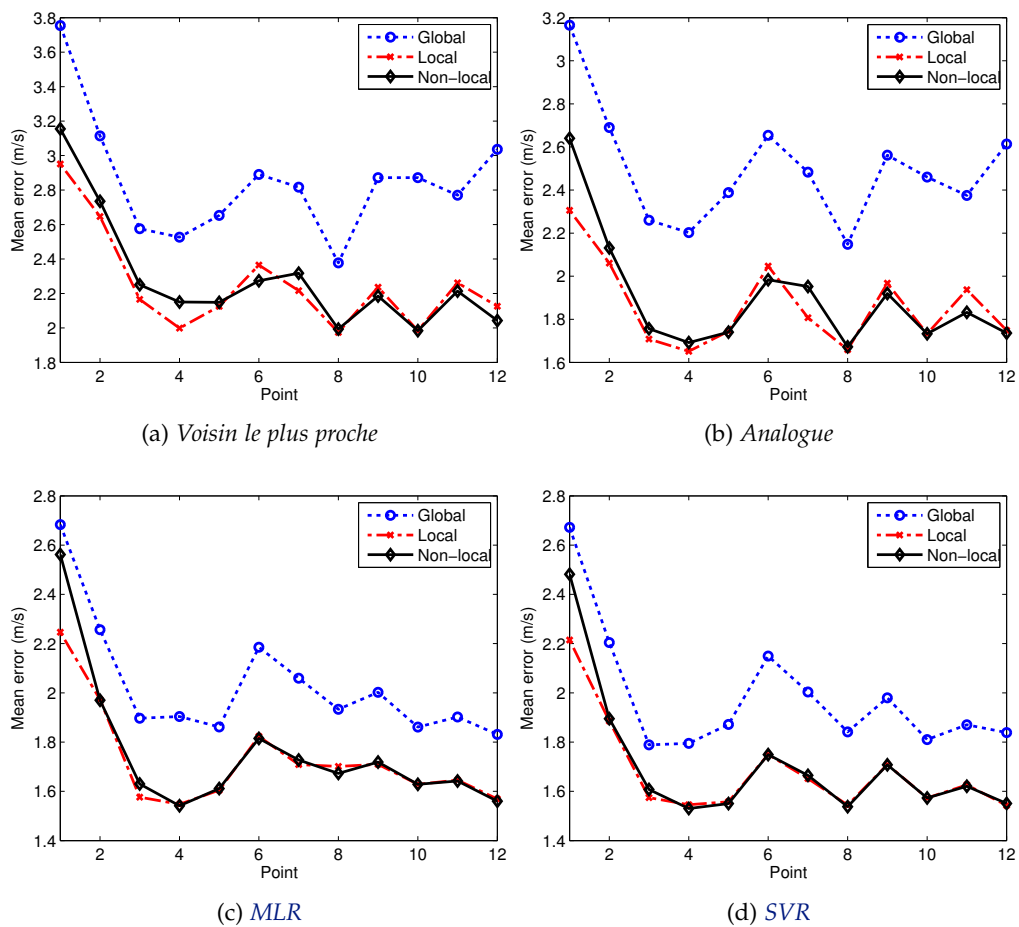 3.8
3.6
3.4
3.2
3
2.8
2.6
2.4
2.2
2
1.8
Mean error (m/s)
Global
Local
Non-local
2 4 6 8 10 12
Point
(a) Voisin le plus proche
3.2
3
2.8
2.6
2.4
2.2
2
1.8
1.6
Mean error (m/s)
Global
Local
Non-local
2 4 6 8 10 12
Point
(b) Analogue
2.8
2.6
2.4
2.2
2
1.8
1.6
1.4
Mean error (m/s)
Global
Local
Non-local
2 4 6 8 10 12
Point
(c) MLR
2.8
2.6
2.4
2.2
2
1.8
1.6
1.4
Mean error (m/s)
Global
Local
Non-local
2 4 6 8 10 12
Point
(d) SVR